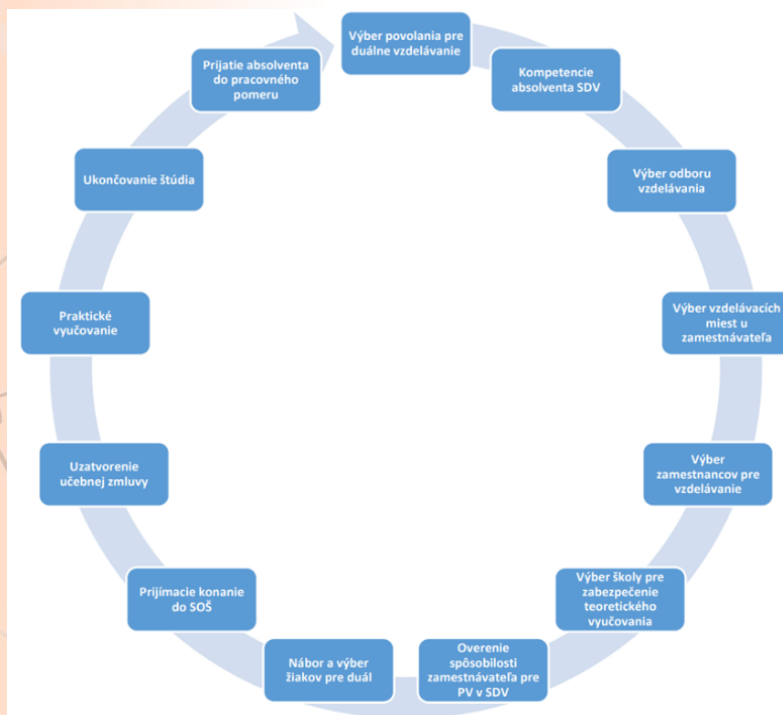 Výber povolania pre
duálne vzdelávanie
Kompetencie
absolventa SDV
Výber odboru
vzdelávania
Výber vzdelávacích
miest u
zamestnávateľa
Výber
zamestnancov pre
vzdelávanie
Výber školy pre
zabezpečenie
teoretického
vyučovania
Overenie
spôsobilosti
zamestnávateľa pre
PV v SDV
Nábor a výber
žiakov pre duál
Prijímacie konanie
do SOŠ
Uzatvorenie
učebnej zmluvy
Praktické
vyučovanie
Ukončovanie štúdia
Prijatie absolventa
do pracovného
pomeru